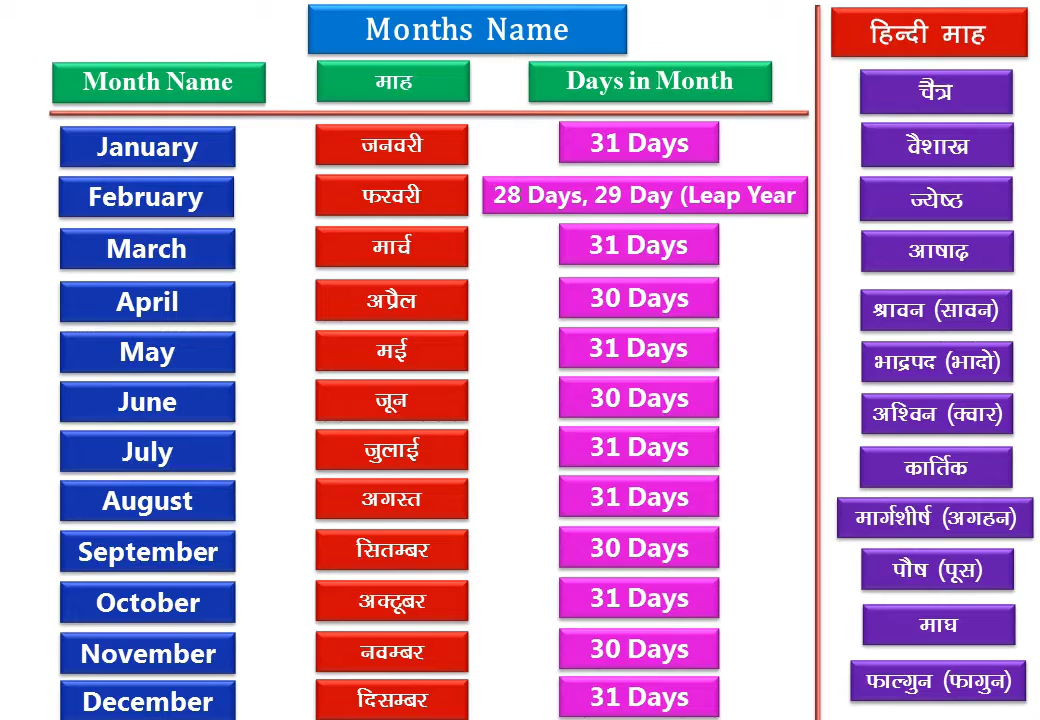 Months Name
Month Name माह Days in Month
January जनवरी 31 Days
February फरवरी 28 Days, 29 Day (Leap Year
March मार्च 31 Days
April अप्रैल 30 Days
May मई 31 Days
June जून 30 Days
July जुलाई 31 Days
August अगस्त 31 Days
September सितम्बर 30 Days
October अक्टूबर 31 Days
November नवम्बर 30 Days
December दिसम्बर 31 Days
हिन्दी माह
चैत्र
वैशाख
ज्येष्ठ
आषाढ़
श्रावन (सावन)
भाद्रपद (भादो)
अश्विन (क्वार)
कार्तिक
मार्गशीर्ष (अगहन)
पौष (पूस)
माघ
फाल्गुन (फागुन)